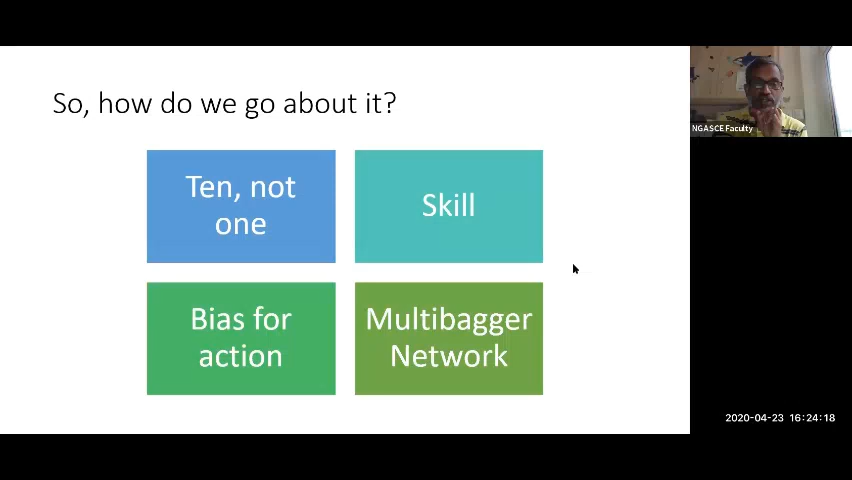 So, how do we go about it?
Ten, not
one
Skill
Bias for
action
Multibagger
Network
NGASCE Faculty
2020-04-23 16:24:18